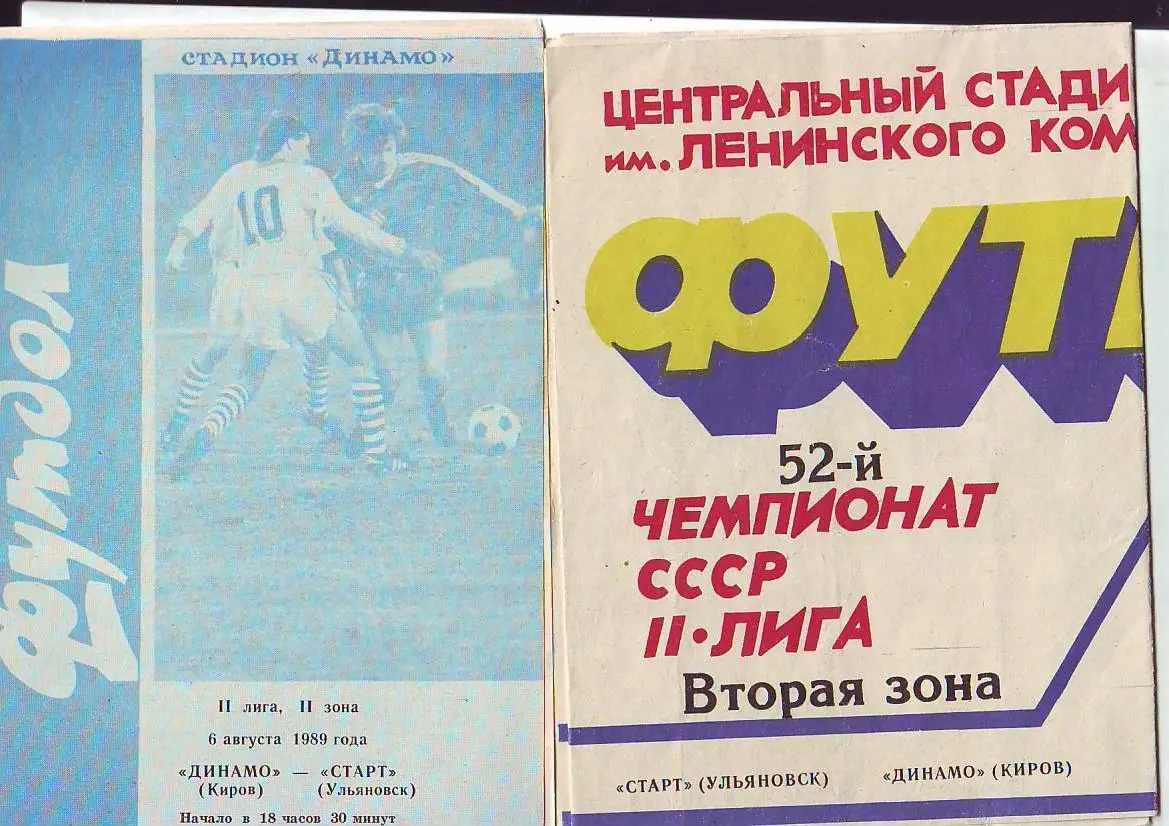 СТАДИОН «ДИНАМО»
10
футбол
II лига, II зона
6 августа 1989 года
«ДИНАМО» — «СТАРТ»
(Киров) (Ульяновск)
Начало в 18 часов 30 минут
ЦЕНТРАЛЬНЫЙ СТАДИ
им. ЛЕНИНСКОГО КОМ
ФУТ
52-й
ЧЕМПИОНАТ
СССР
II • ЛИГА
Вторая зона
«СТАРТ» (УЛЬЯНОВСК) «ДИНАМО» (КИРОВ)